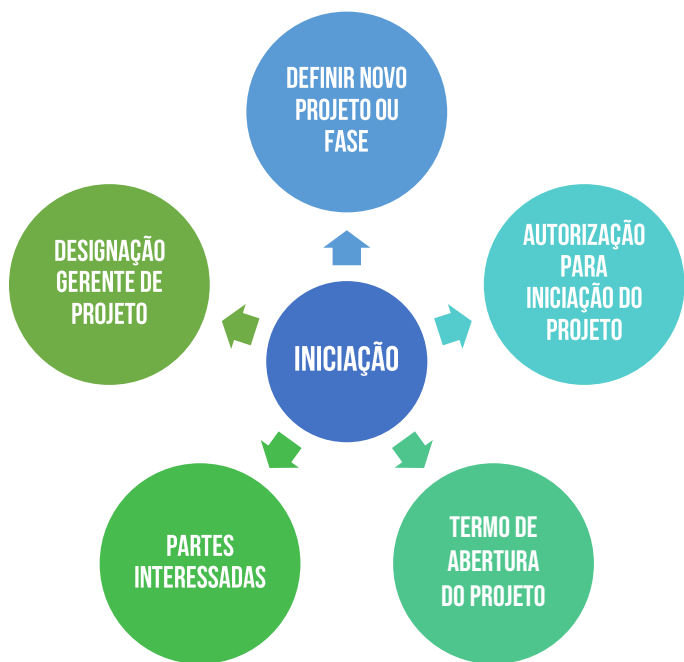 DEFINIR NOVO
PROJETO OU
FASE
AUTORIZAÇÃO
PARA
INICIAÇÃO DO
PROJETO
TERMO DE
ABERTURA
DO PROJETO
PARTES
INTERESSADAS
DESIGNAÇÃO
GERENTE DE
PROJETO
INICIAÇÃO